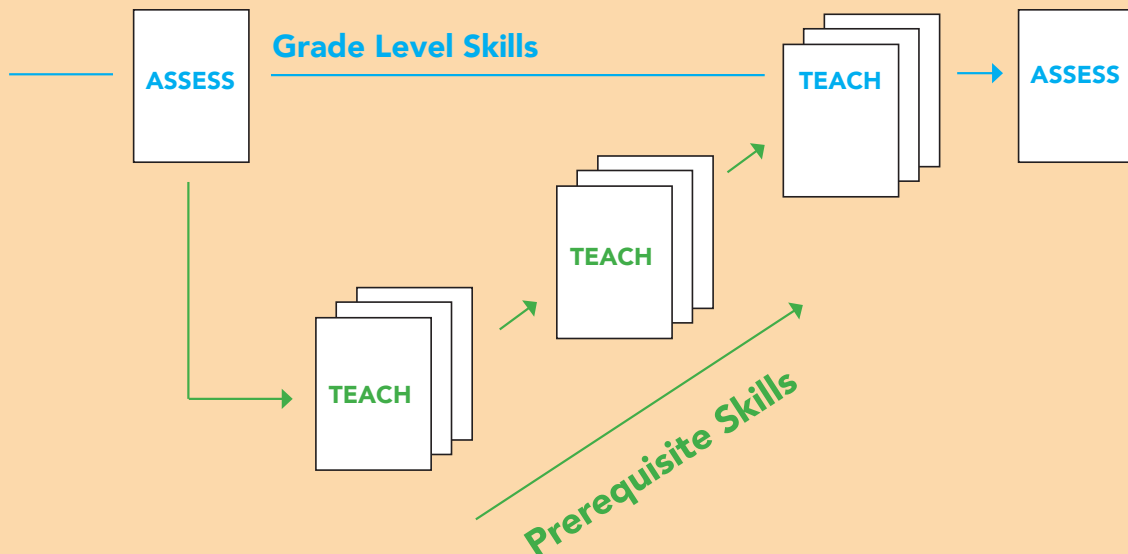 Grade Level Skills
ASSESS
TEACH
ASSESS
TEACH
TEACH
Prerequisite Skills